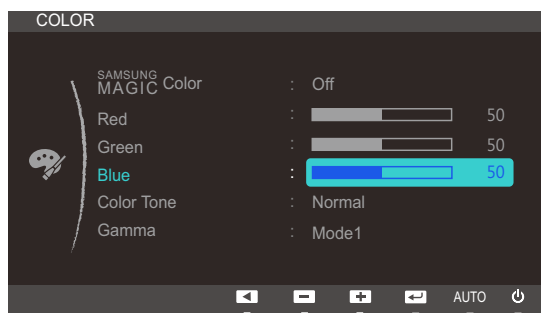 COLOR
SAMSUNG MAGIC Color : Off
Red : 50
Green : 50
Blue : 50
Color Tone : Normal
Gamma : Mode1
AUTO